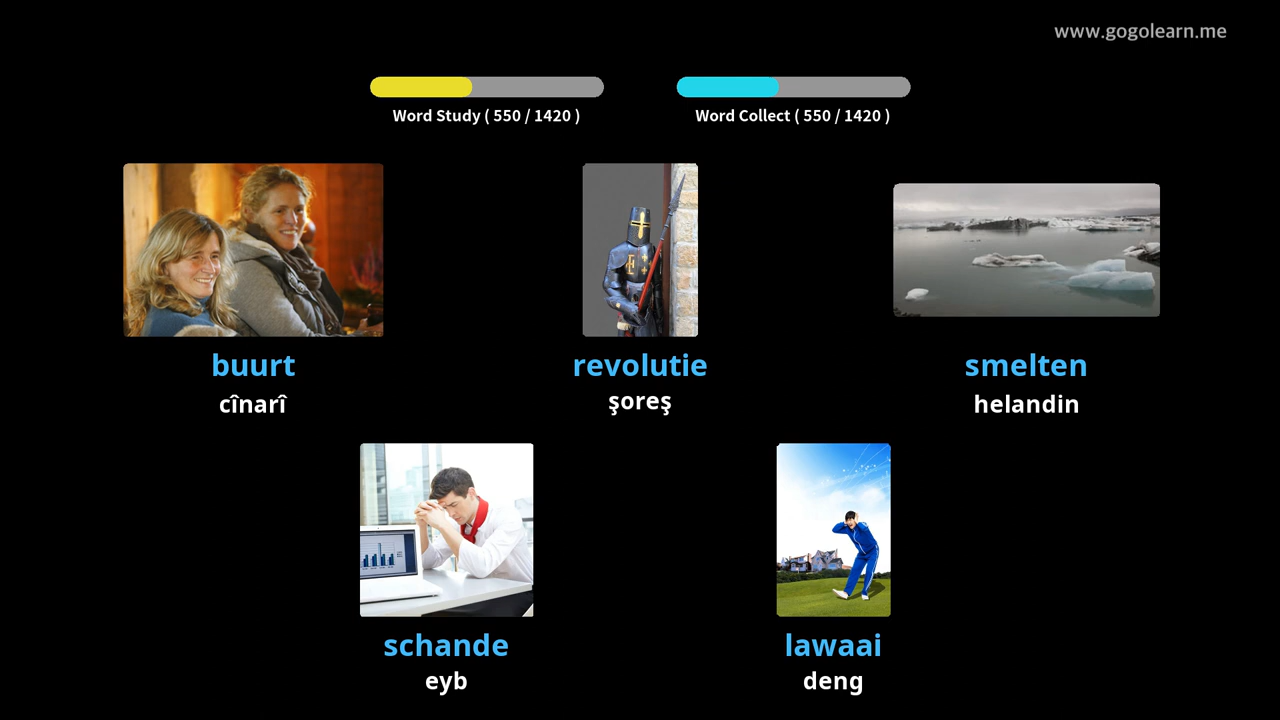 www.gogolearn.me
Word Study ( 550 / 1420 )
Word Collect ( 550 / 1420 )
buurt
cînarî
revolutie
şoreş
smelten
helandin
schande
eyb
lawaai
deng